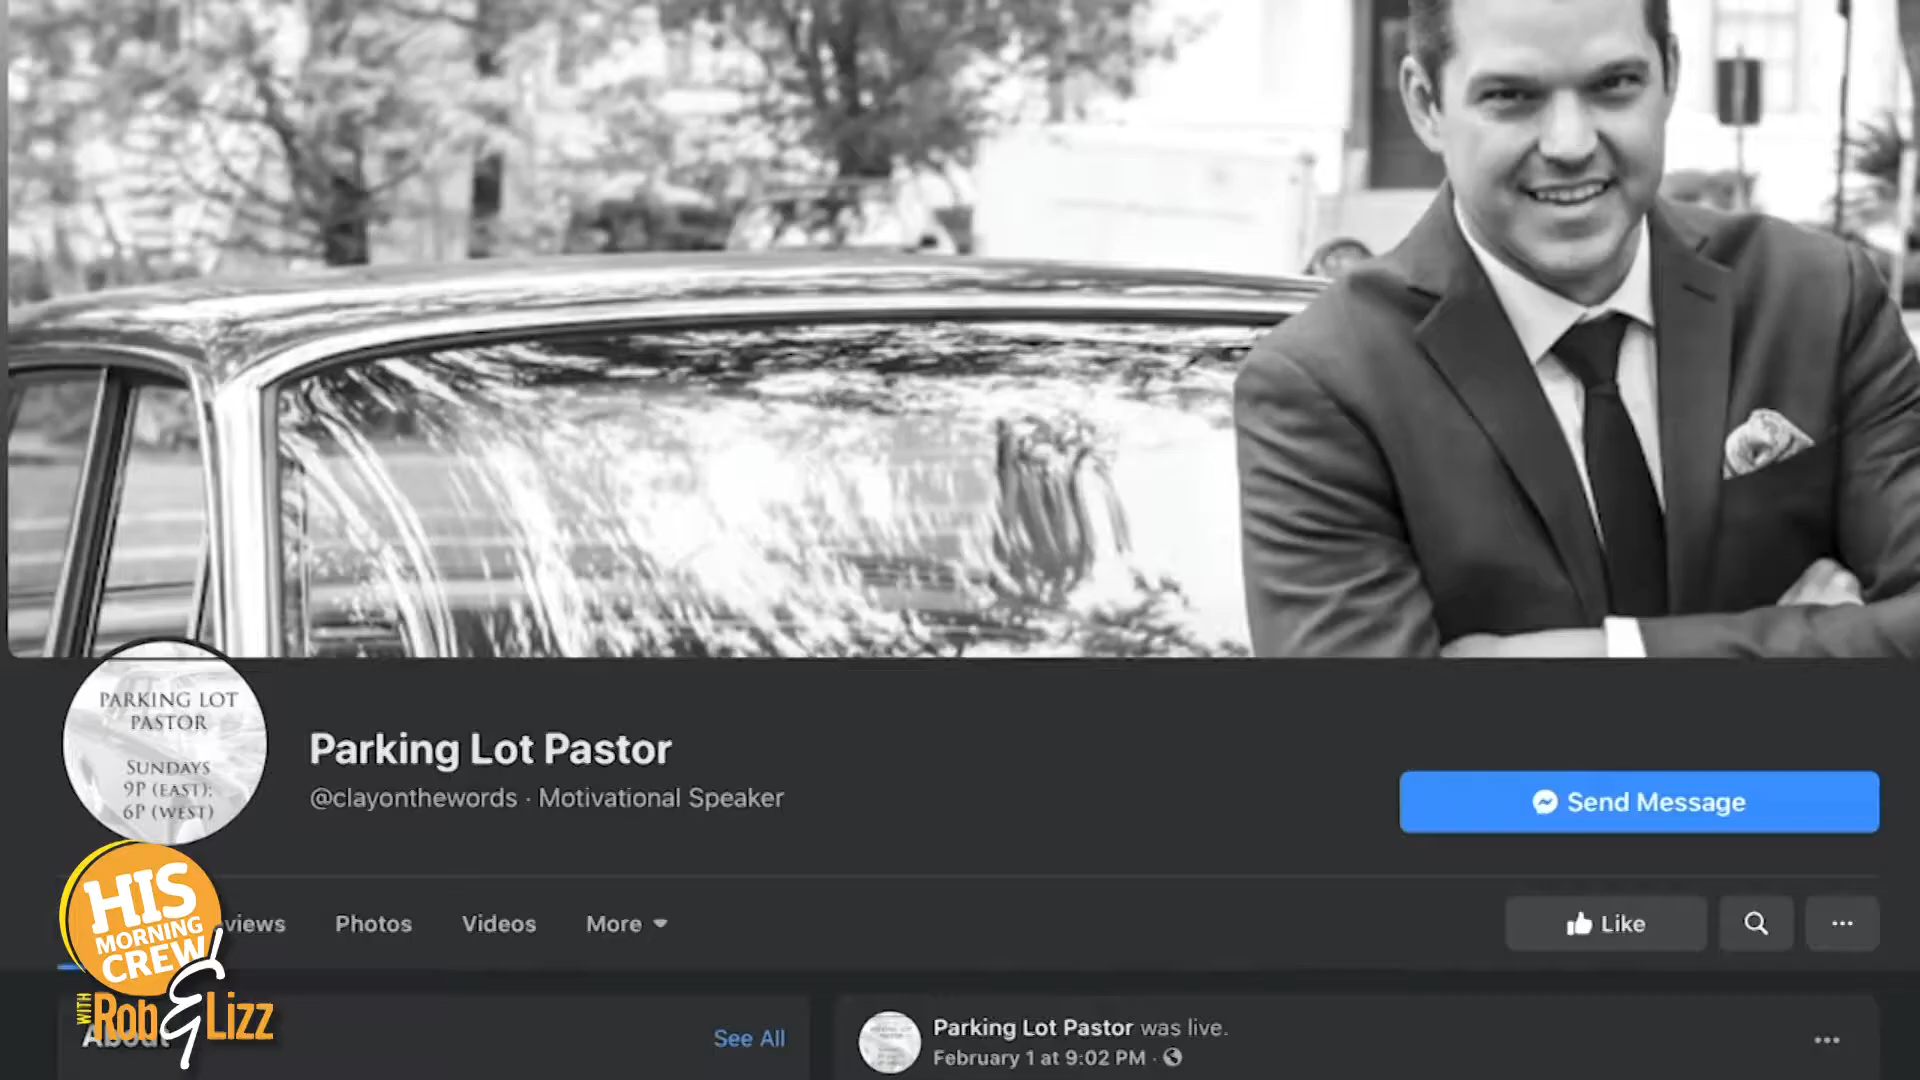 PARKING LOT
PASTOR
SUNDAYS
9P (EAST);
6P (WEST)
Parking Lot Pastor
@clayonthewords · Motivational Speaker
Send Message
views
Photos
Videos
More
Like
HIS
MORNING
CREW
WITH
Rob & Lizz
About
See All
Parking Lot Pastor was live.
February 1 at 9:02 PM ·